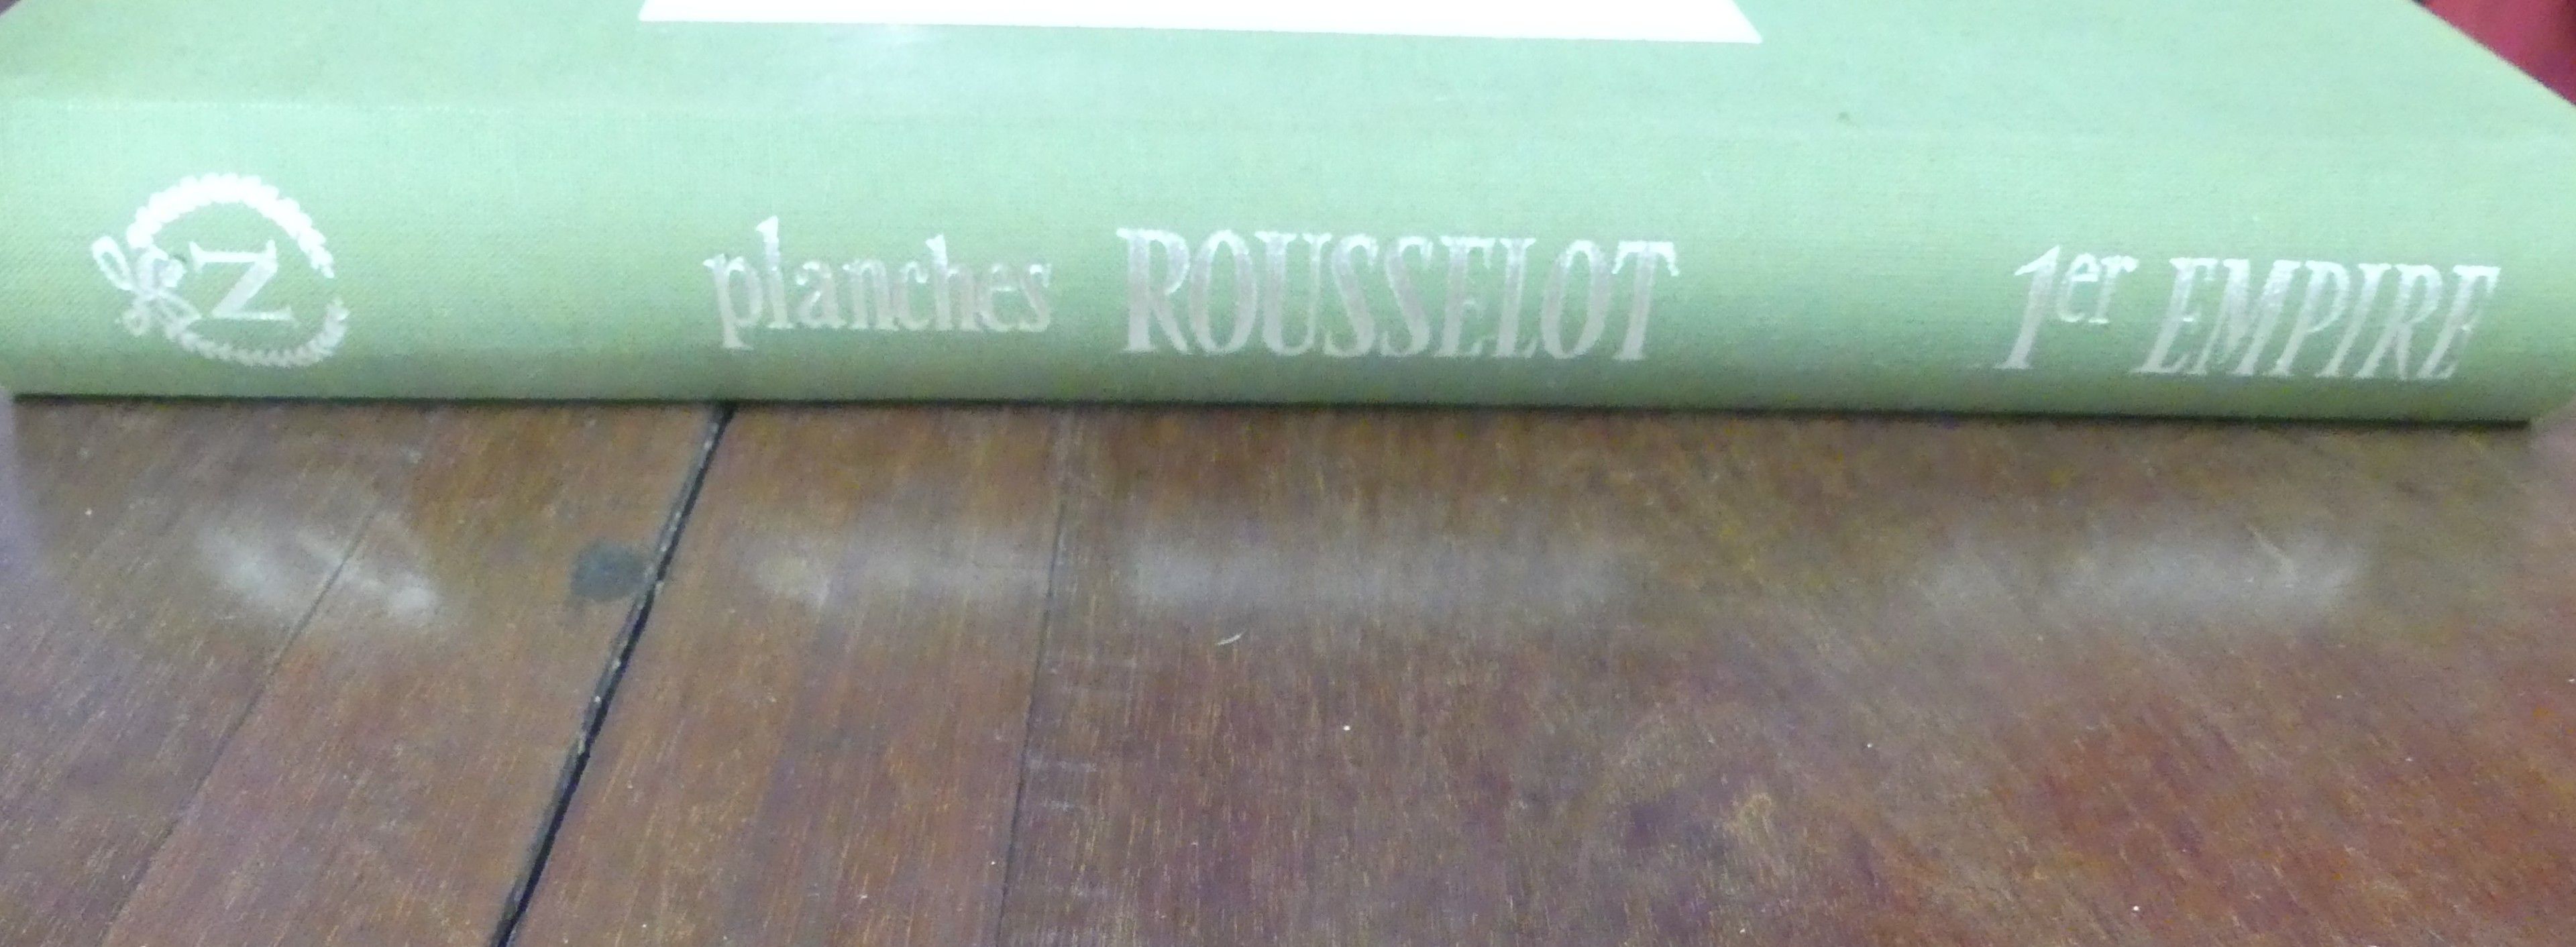 N
planches ROUSSELOT
1er EMPIRE